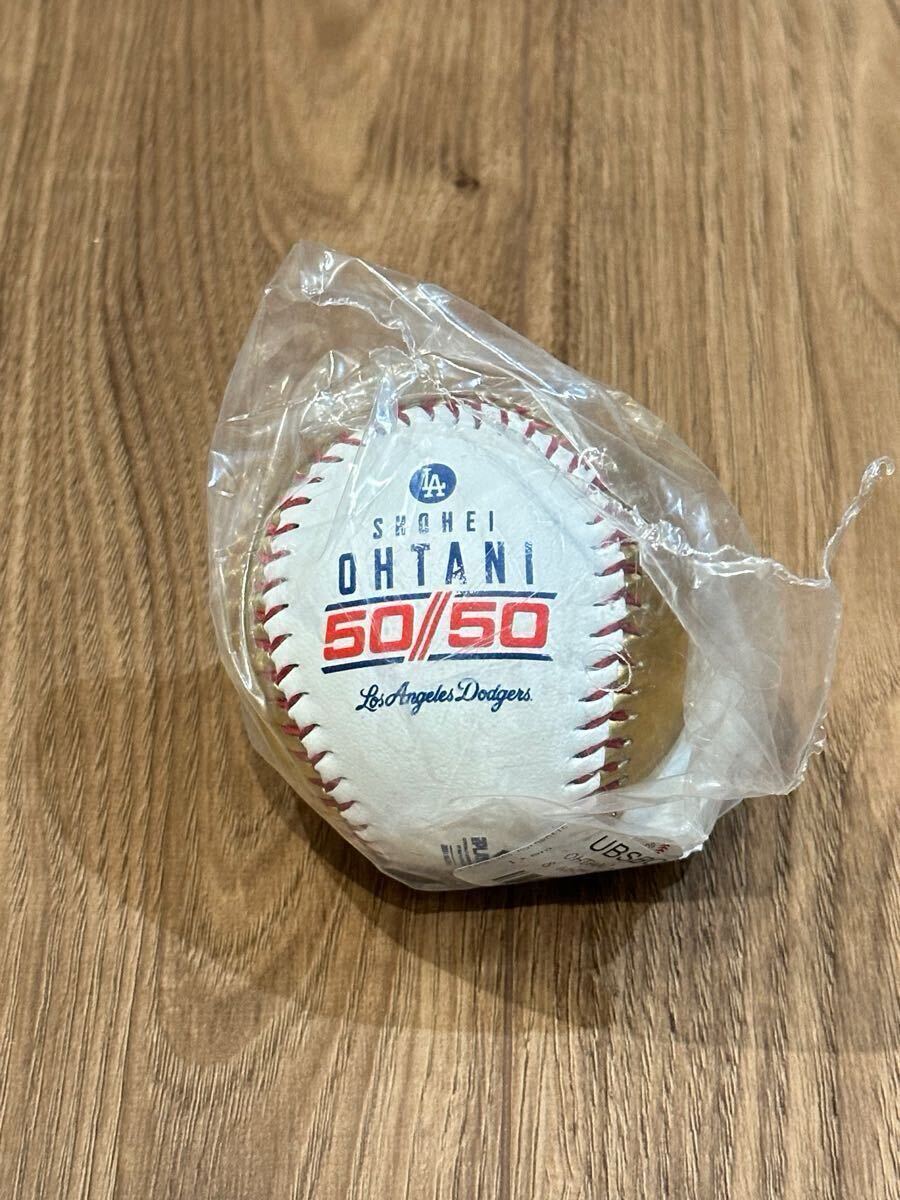 LA
SHOHEI
OHTANI
50//50
Los Angeles Dodgers